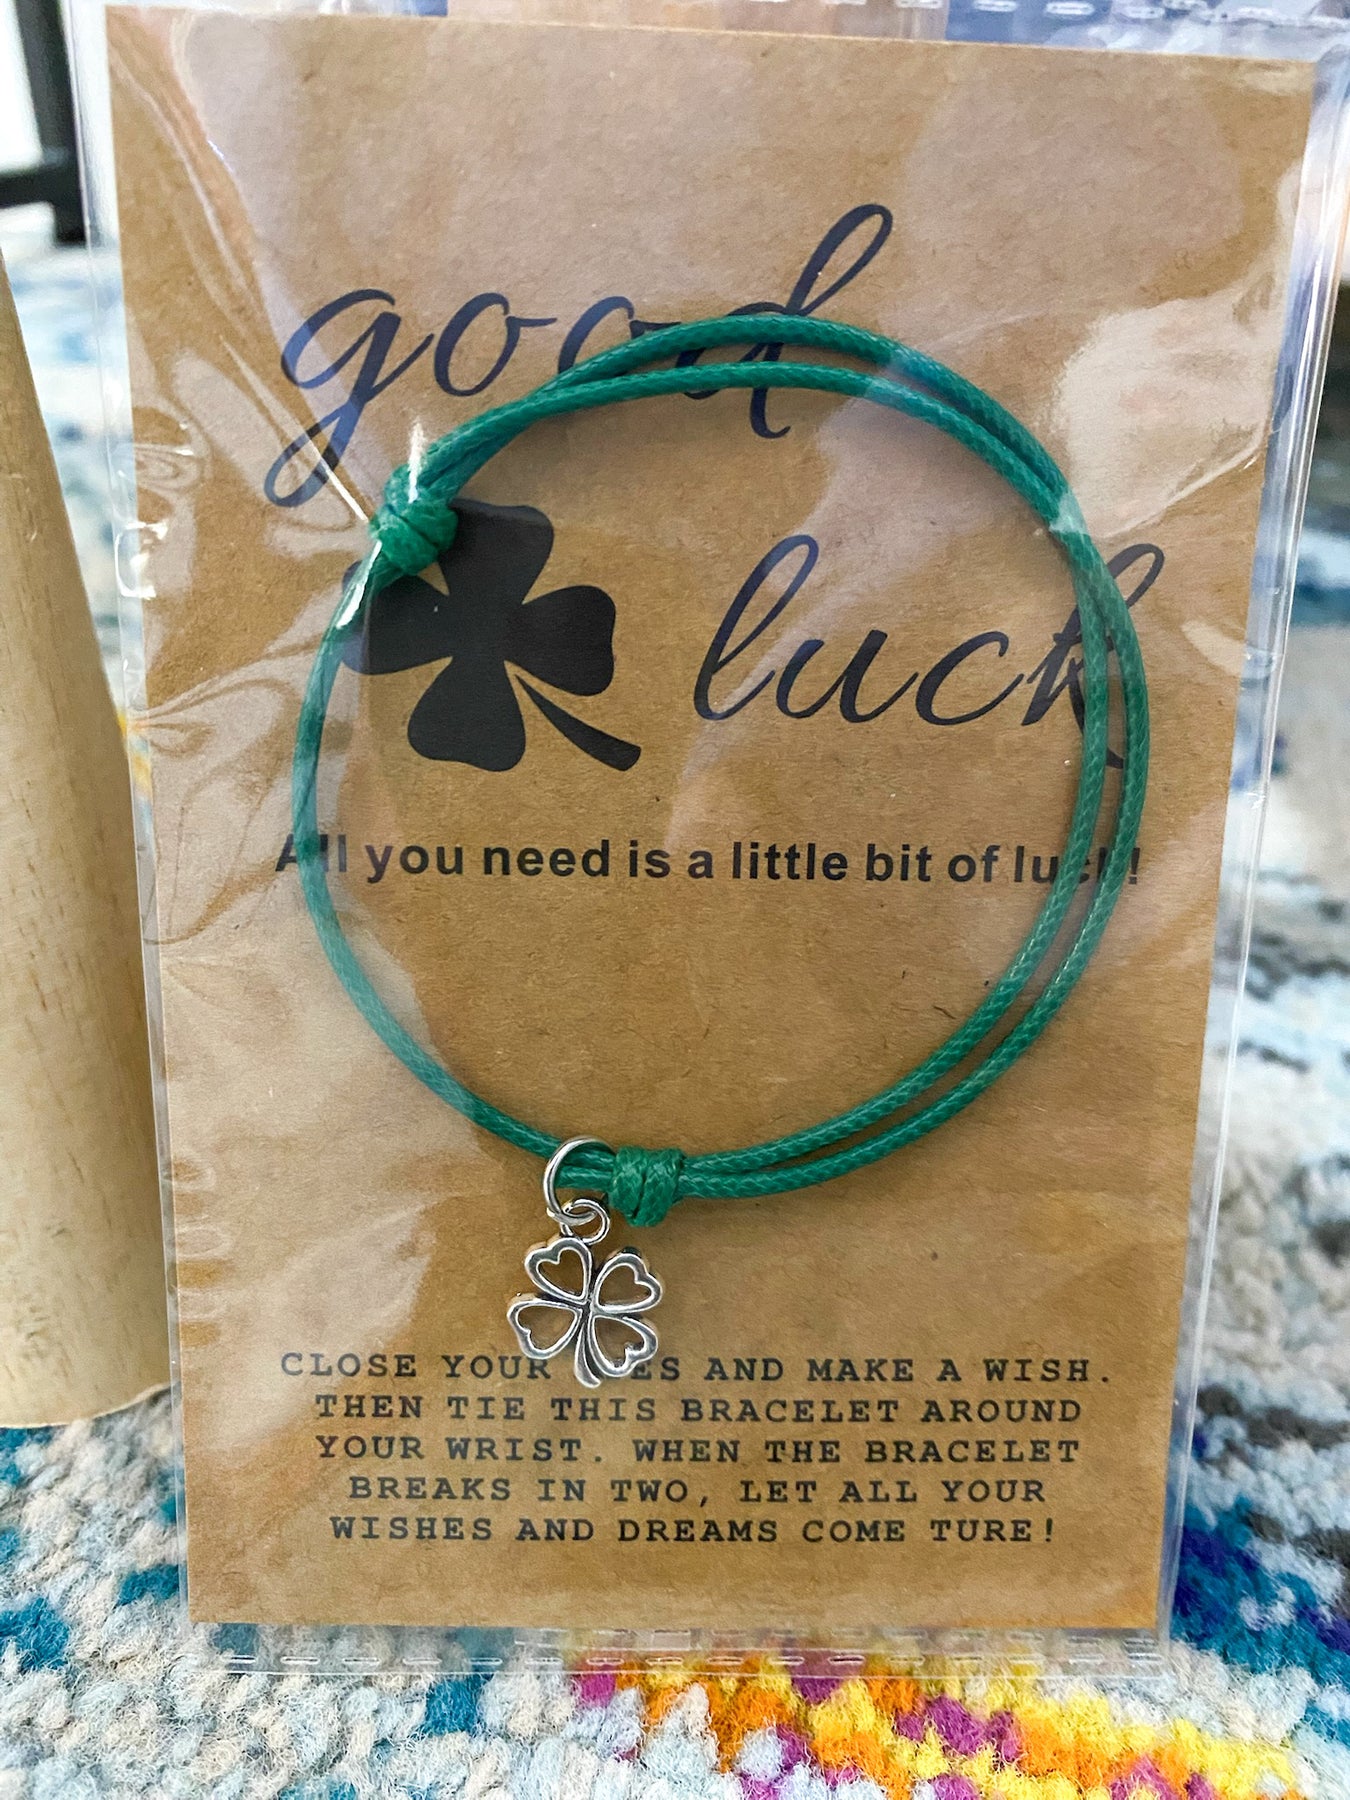 good
luck
All you need is a little bit of luck!
CLOSE YOUR EYES AND MAKE A WISH.
THEN TIE THIS BRACELET AROUND
YOUR WRIST. WHEN THE BRACELET
BREAKS IN TWO, LET ALL YOUR
WISHES AND DREAMS COME TURE!